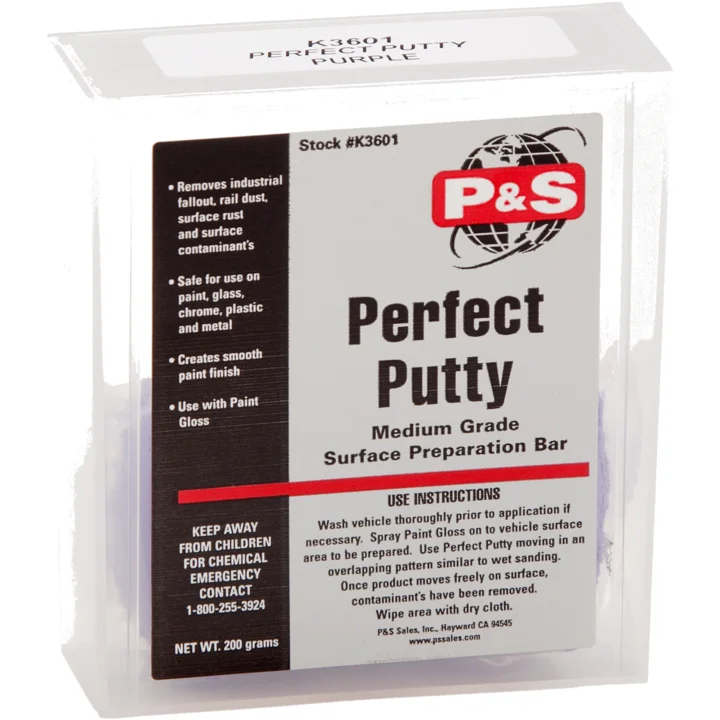 K3601
PERFECT PUTTY
PURPLE
Stock #K3601
P&S
• Removes industrial
fallout, rail dust,
surface rust
and surface
contaminant's
• Safe for use on
paint, glass,
chrome, plastic
and metal
• Creates smooth
paint finish
• Use with Paint
Gloss
KEEP AWAY
FROM CHILDREN
FOR CHEMICAL
EMERGENCY
CONTACT
1-800-255-3924
NET WT. 200 grams
Perfect
Putty
Medium Grade
Surface Preparation Bar
USE INSTRUCTIONS
Wash vehicle thoroughly prior to application if
necessary. Spray Paint Gloss on to vehicle surface
area to be prepared. Use Perfect Putty moving in an
overlapping pattern similar to wet sanding.
Once product moves freely on surface,
contaminant's have been removed.
Wipe area with dry cloth.
P&S Sales, Inc., Hayward CA 94545
www.pssales.com